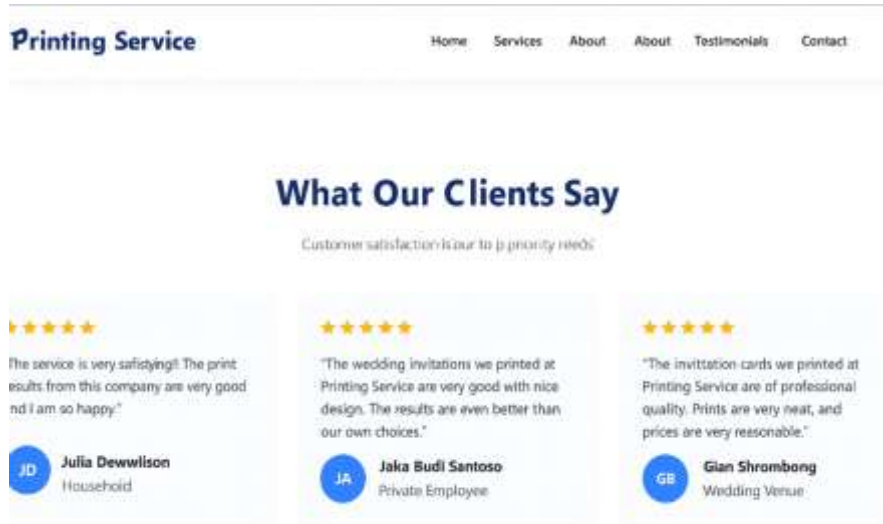 Printing Service
Home Services About About Testimonials Contact
What Our Clients Say
Customer satisfaction is our to p priority
The service is very safistying!! The print
esults from this company are very good
nd I am so happy."
JD
Julia Dewwlison
Household
"The wedding invitations we printed at
Printing Service are very good with nice
design. The results are even better than
our own choices."
JA
Jaka Budi Santoso
Private Employee
"The invittation cards we printed at
Printing Service are of professional
quality. Prints are very neat, and
prices are very reasonable."
GB
Gian Shrombong
Wedding Venue